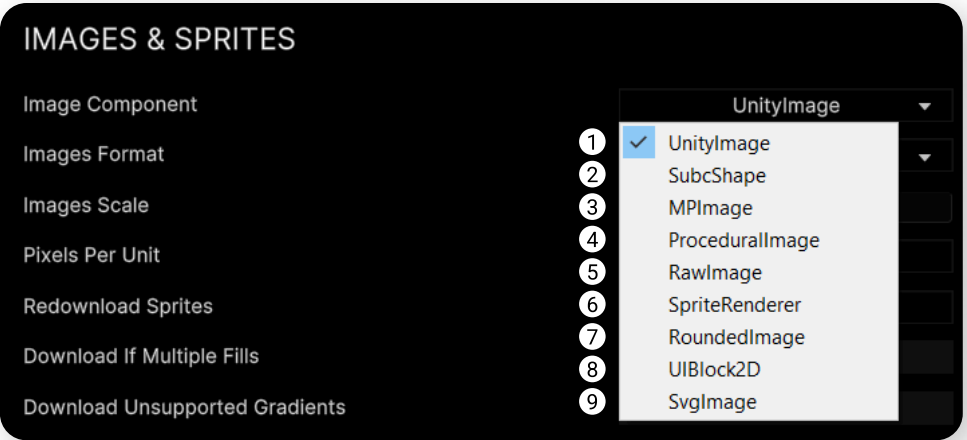 IMAGES & SPRITES
Image Component
UnityImage
Images Format
Images Scale
Pixels Per Unit
Redownload Sprites
Download If Multiple Fills
Download Unsupported Gradients
1 UnityImage
2 SubcShape
3 MPImage
4 ProceduralImage
5 RawImage
6 SpriteRenderer
7 RoundedImage
8 UIBlock2D
9 SvgImage